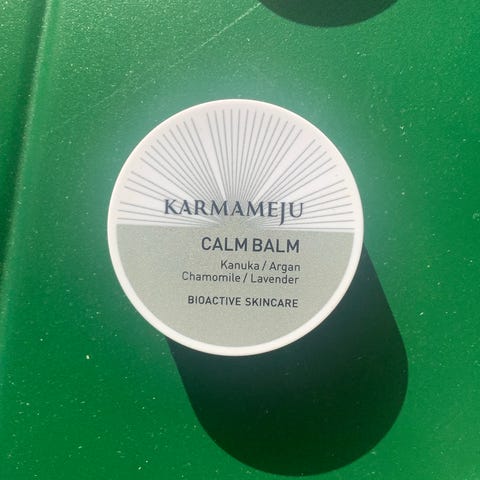 KARMAMEJU
CALM BALM
Kanuka / Argan
Chamomile / Lavender
BIOACTIVE SKINCARE